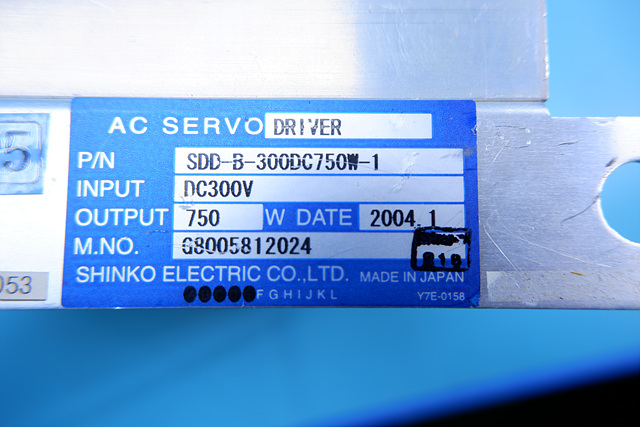 AC SERVO DRIVER
P/N SDD-B-300DC750W-1
INPUT DC300V
OUTPUT 750 W DATE 2004.1
M.NO. G8005812024
SHINKO ELECTRIC CO.,LTD. MADE IN JAPAN
FGHIJKL Y7E-0158
5
053